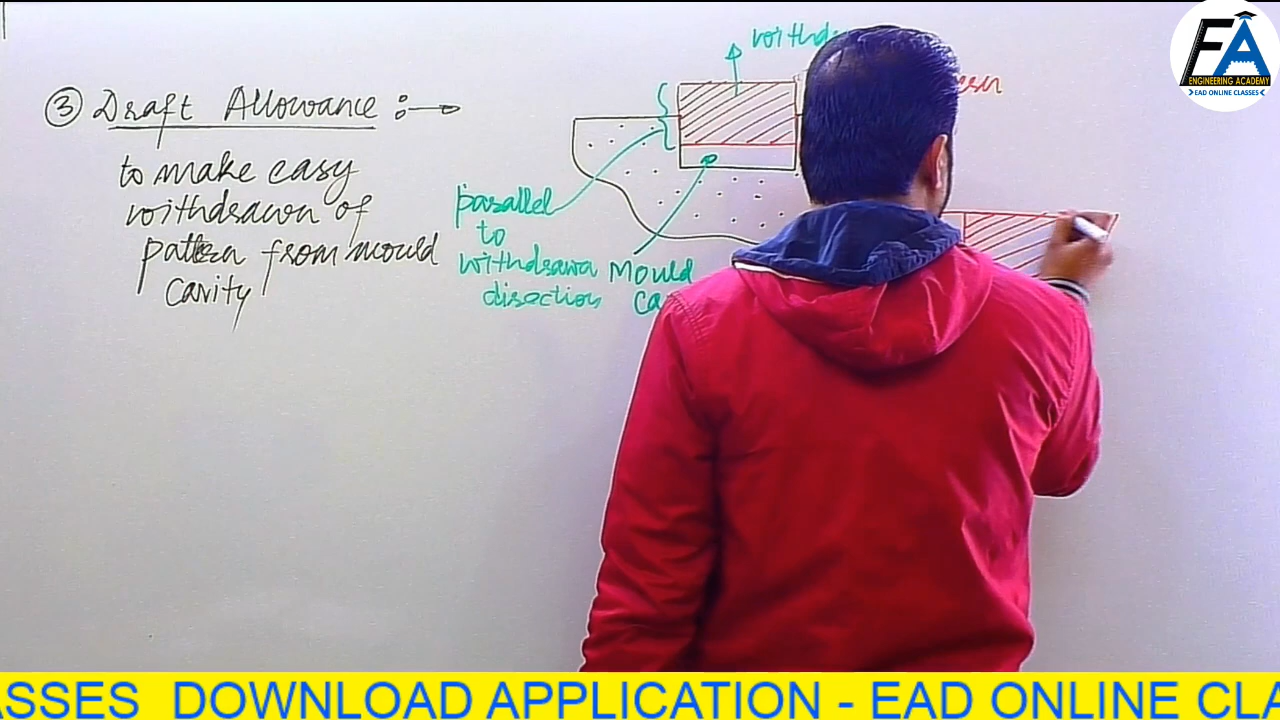 ③ Draft Allowance :→
to make easy
withdrawn of
pattern from mould
cavity
parallel
to
withdrawn
direction
Mould
EA
ENGINEERING ACADEMY
EAD ONLINE CLASSES
ASSES DOWNLOAD APPLICATION - EAD ONLINE CLA